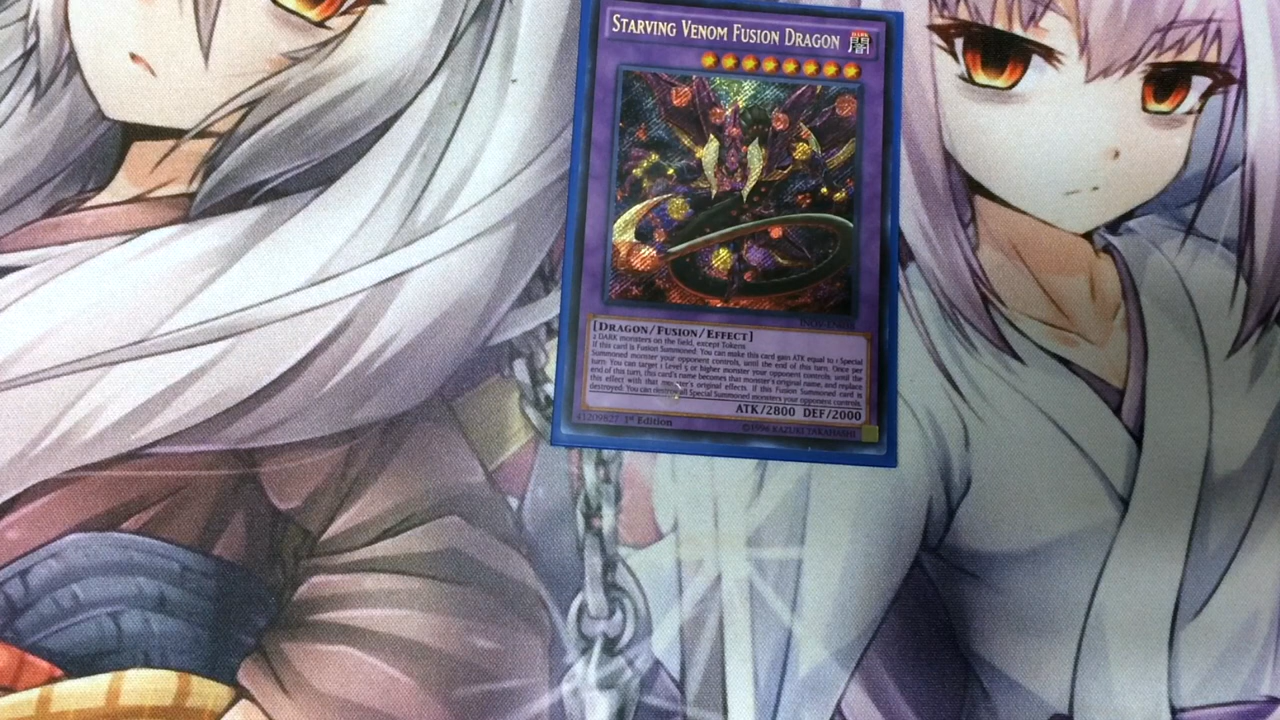 STARVING VENOM FUSION DRAGON
DARK
闇
INOV-EN038
[DRAGON/FUSION/EFFECT]
2 DARK monsters on the field, except Tokens
If this card is Fusion Summoned: You can make this card gain ATK equal to 1 Special
Summoned monster your opponent controls, until the end of this turn. Once per
turn: You can target 1 Level 5 or higher monster your opponent controls; until the
end of this turn, this card's name becomes that monster's original name, and replace
this effect with that monster's original effects. If this Fusion Summoned card is
destroyed: You can destroy all Special Summoned monsters your opponent controls.
ATK/2800 DEF/2000
41209827 1st Edition
©1996 KAZUKI TAKAHASHI